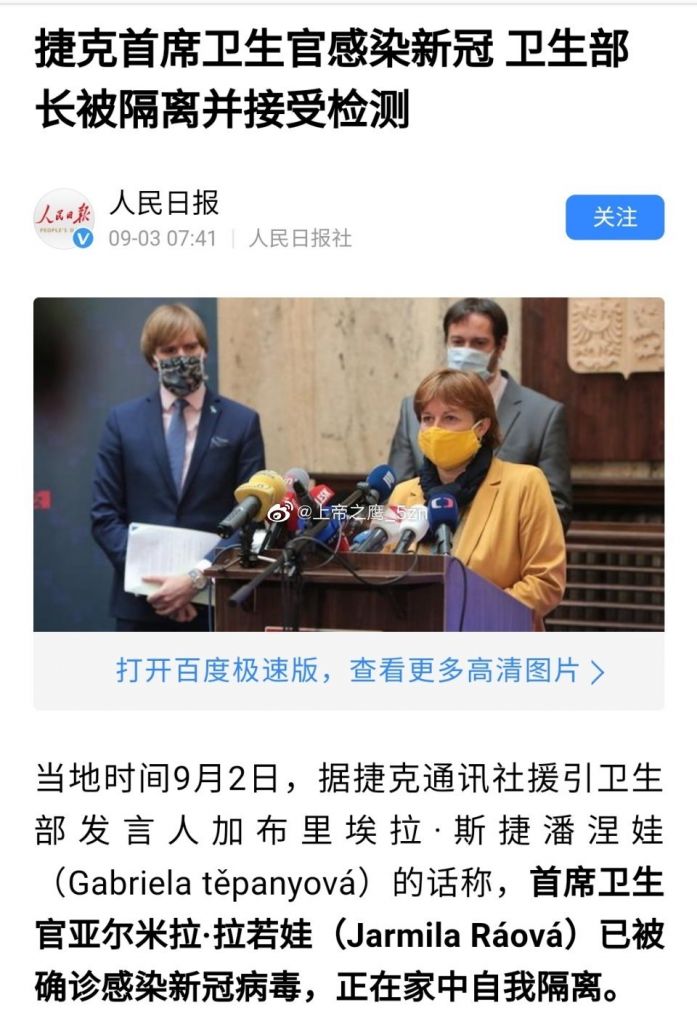 捷克首席卫生官感染新冠 卫生部
长被隔离并接受检测
人民日报
PEOPLE'S D
V
人民日报
09-03 07:41 | 人民日报社
关注
@上帝之鹰_5zn
打开百度极速版，查看更多高清图片 >
当地时间9月2日，据捷克通讯社援引卫生
部发言人加布里埃拉·斯捷潘涅娃
（Gabriela těpanyová）的话称，首席卫生
官亚尔米拉·拉若娃（Jarmila Ráová）已被
确诊感染新冠病毒，正在家中自我隔离。